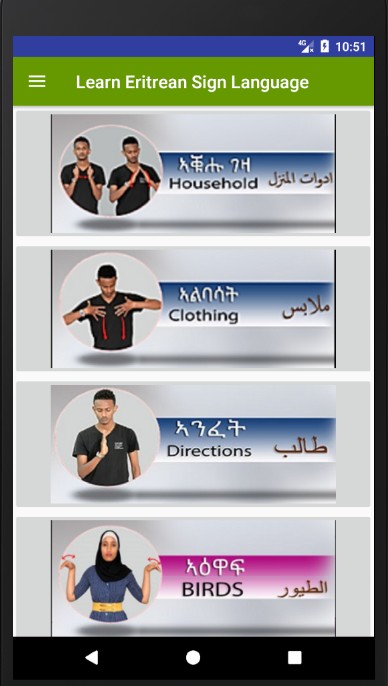 4G 10:51
Learn Eritrean Sign Language
ኣቕሑ ገዛ
Household ادوات المنزل
ኣልባሳት
Clothing ملابس
ኣንፈት
Directions طالب
ኣዕዋፍ
BIRDS الطيور